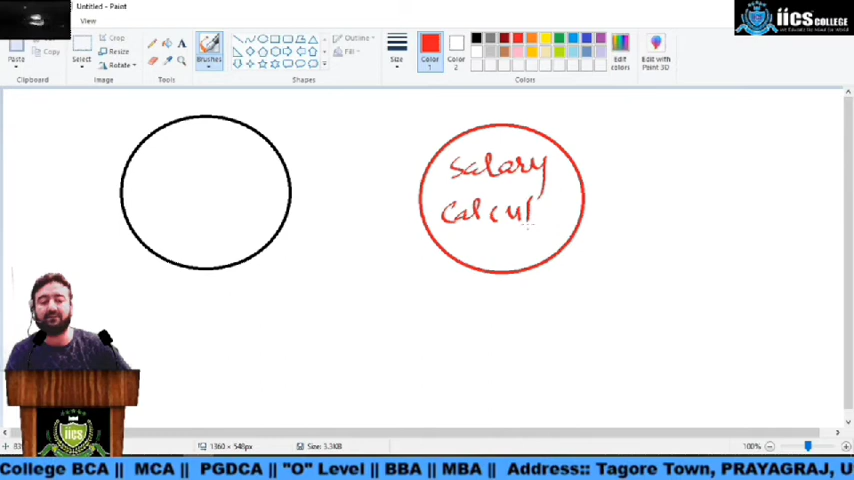 Untitled - Paint
iics COLLEGE
View
Paste
Copy
Clipboard
Select
Crop
Resize
Rotate
Image
Tools
Brushes
Shapes
Outline
Fill
Size
Color 1
Color 2
Colors
Edit colors
Edit with Paint 3D
Salary
Calcul
iics
1360 × 548px
Size: 3.3KB
100%
College BCA || MCA || PGDCA || "O" Level || BBA || MBA || Address:: Tagore Town, PRAYAGRAJ, U